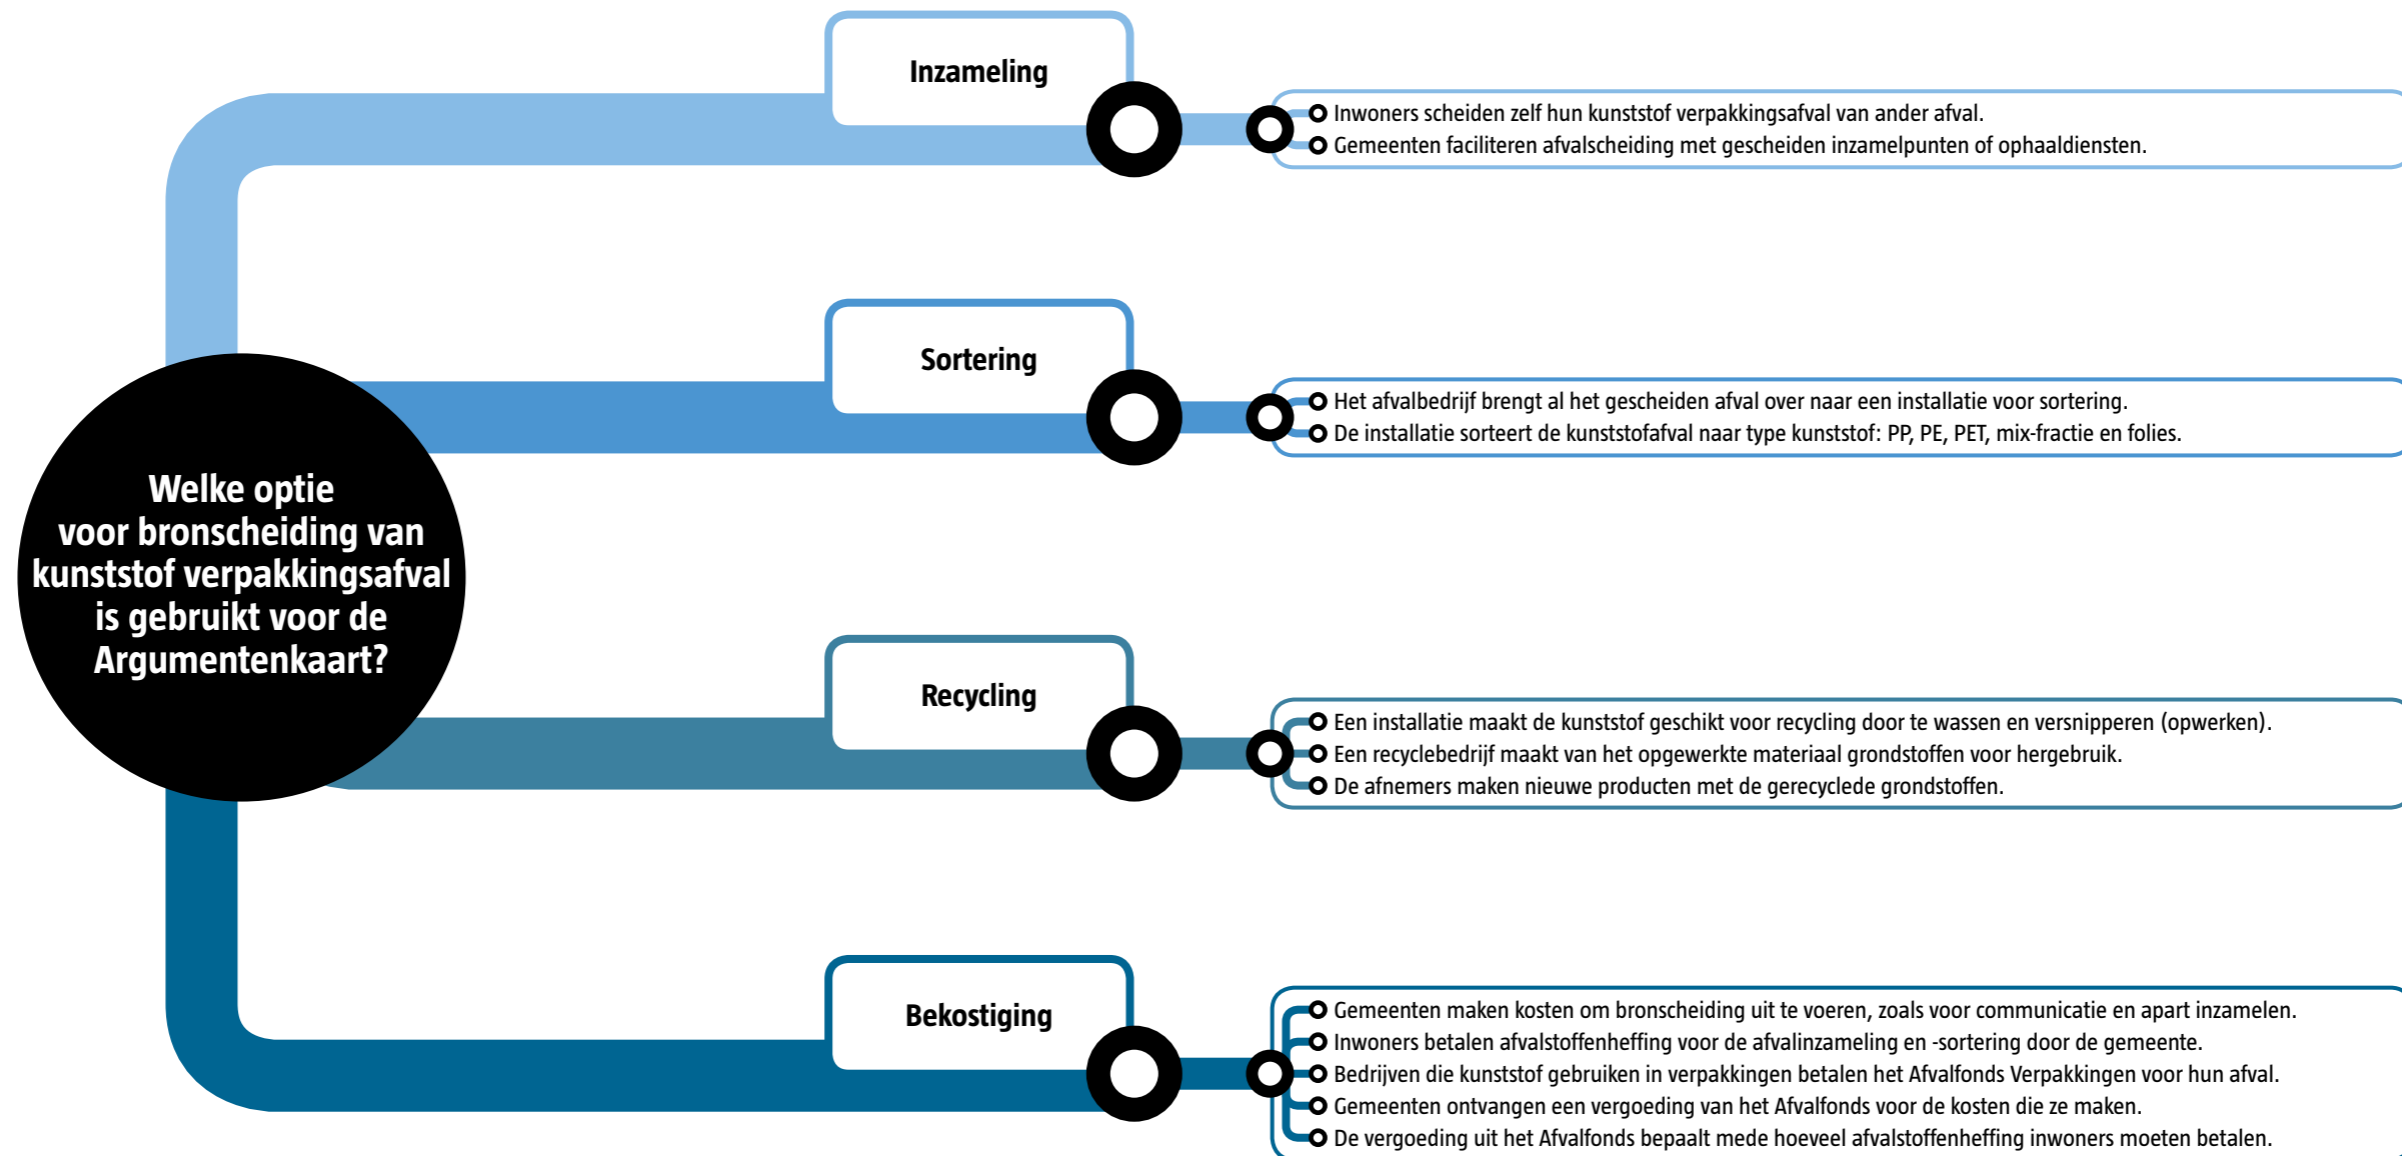 Welke optie
voor bronscheiding van
kunststof verpakkingsafval
is gebruikt voor de
Argumentenkaart?
Inzameling
Inwoners scheiden zelf hun kunststof verpakkingsafval van ander afval.
Gemeenten faciliteren afvalscheiding met gescheiden inzamelpunten of ophaaldiensten.
Sortering
Het afvalbedrijf brengt al het gescheiden afval over naar een installatie voor sortering.
De installatie sorteert de kunststofafval naar type kunststof: PP, PE, PET, mix-fractie en folies.
Recycling
Een installatie maakt de kunststof geschikt voor recycling door te wassen en versnipperen (opwerken).
Een recyclebedrijf maakt van het opgewerkte materiaal grondstoffen voor hergebruik.
De afnemers maken nieuwe producten met de gerecyclede grondstoffen.
Bekostiging
Gemeenten maken kosten om bronscheiding uit te voeren, zoals voor communicatie en apart inzamelen.
Inwoners betalen afvalstoffenheffing voor de afvalinzameling en -sortering door de gemeente.
Bedrijven die kunststof gebruiken in verpakkingen betalen het Afvalfonds Verpakkingen voor hun afval.
Gemeenten ontvangen een vergoeding van het Afvalfonds voor de kosten die ze maken.
De vergoeding uit het Afvalfonds bepaalt mede hoeveel afvalstoffenheffing inwoners moeten betalen.